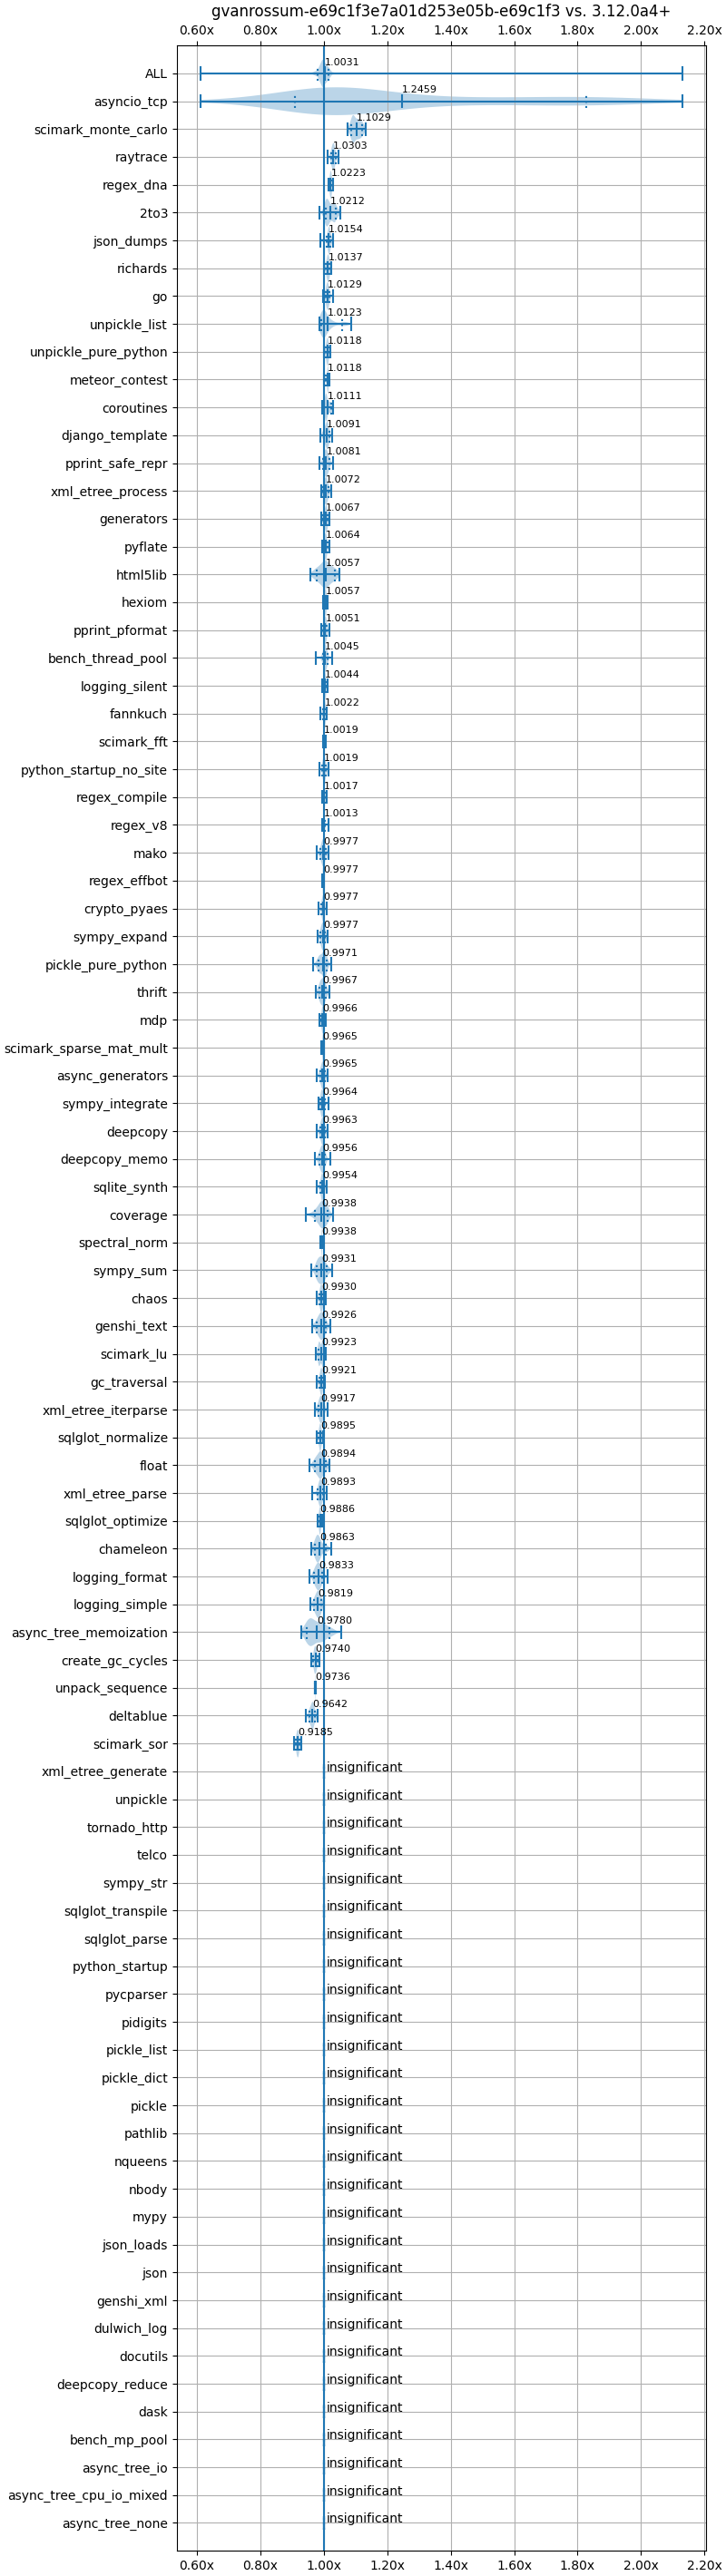 gvanrossum-e69c1f3e7a01d253e05b-e69c1f3 vs. 3.12.0a4+
0.60x 0.80x 1.00x 1.20x 1.40x 1.60x 1.80x 2.00x 2.20x
ALL 1.0031
asyncio_tcp 1.2459
scimark_monte_carlo 1.1029
raytrace 1.0303
regex_dna 1.0223
2to3 1.0212
json_dumps 1.0154
richards 1.0137
go 1.0129
unpickle_list 1.0123
unpickle_pure_python 1.0118
meteor_contest 1.0118
coroutines 1.0111
django_template 1.0091
pprint_safe_repr 1.0081
xml_etree_process 1.0072
generators 1.0067
pyflate 1.0064
html5lib 1.0057
hexiom 1.0057
pprint_pformat 1.0051
bench_thread_pool 1.0045
logging_silent 1.0044
fannkuch 1.0022
scimark_fft 1.0019
python_startup_no_site 1.0019
regex_compile 1.0017
regex_v8 1.0013
mako 0.9977
regex_effbot 0.9977
crypto_pyaes 0.9977
sympy_expand 0.9977
pickle_pure_python 0.9971
thrift 0.9967
mdp 0.9966
scimark_sparse_mat_mult 0.9965
async_generators 0.9965
sympy_integrate 0.9964
deepcopy 0.9963
deepcopy_memo 0.9956
sqlite_synth 0.9954
coverage 0.9938
spectral_norm 0.9938
sympy_sum 0.9931
chaos 0.9930
genshi_text 0.9926
scimark_lu 0.9923
gc_traversal 0.9921
xml_etree_iterparse 0.9917
sqlglot_normalize 0.9895
float 0.9894
xml_etree_parse 0.9893
sqlglot_optimize 0.9886
chameleon 0.9863
logging_format 0.9833
logging_simple 0.9819
async_tree_memoization 0.9780
create_gc_cycles 0.9740
unpack_sequence 0.9736
deltablue 0.9642
scimark_sor 0.9185
xml_etree_generate insignificant
unpickle insignificant
tornado_http insignificant
telco insignificant
sympy_str insignificant
sqlglot_transpile insignificant
sqlglot_parse insignificant
python_startup insignificant
pycparser insignificant
pidigits insignificant
pickle_list insignificant
pickle_dict insignificant
pickle insignificant
pathlib insignificant
nqueens insignificant
nbody insignificant
mypy insignificant
json_loads insignificant
json insignificant
genshi_xml insignificant
dulwich_log insignificant
docutils insignificant
deepcopy_reduce insignificant
dask insignificant
bench_mp_pool insignificant
async_tree_io insignificant
async_tree_cpu_io_mixed insignificant
async_tree_none insignificant
0.60x 0.80x 1.00x 1.20x 1.40x 1.60x 1.80x 2.00x 2.20x